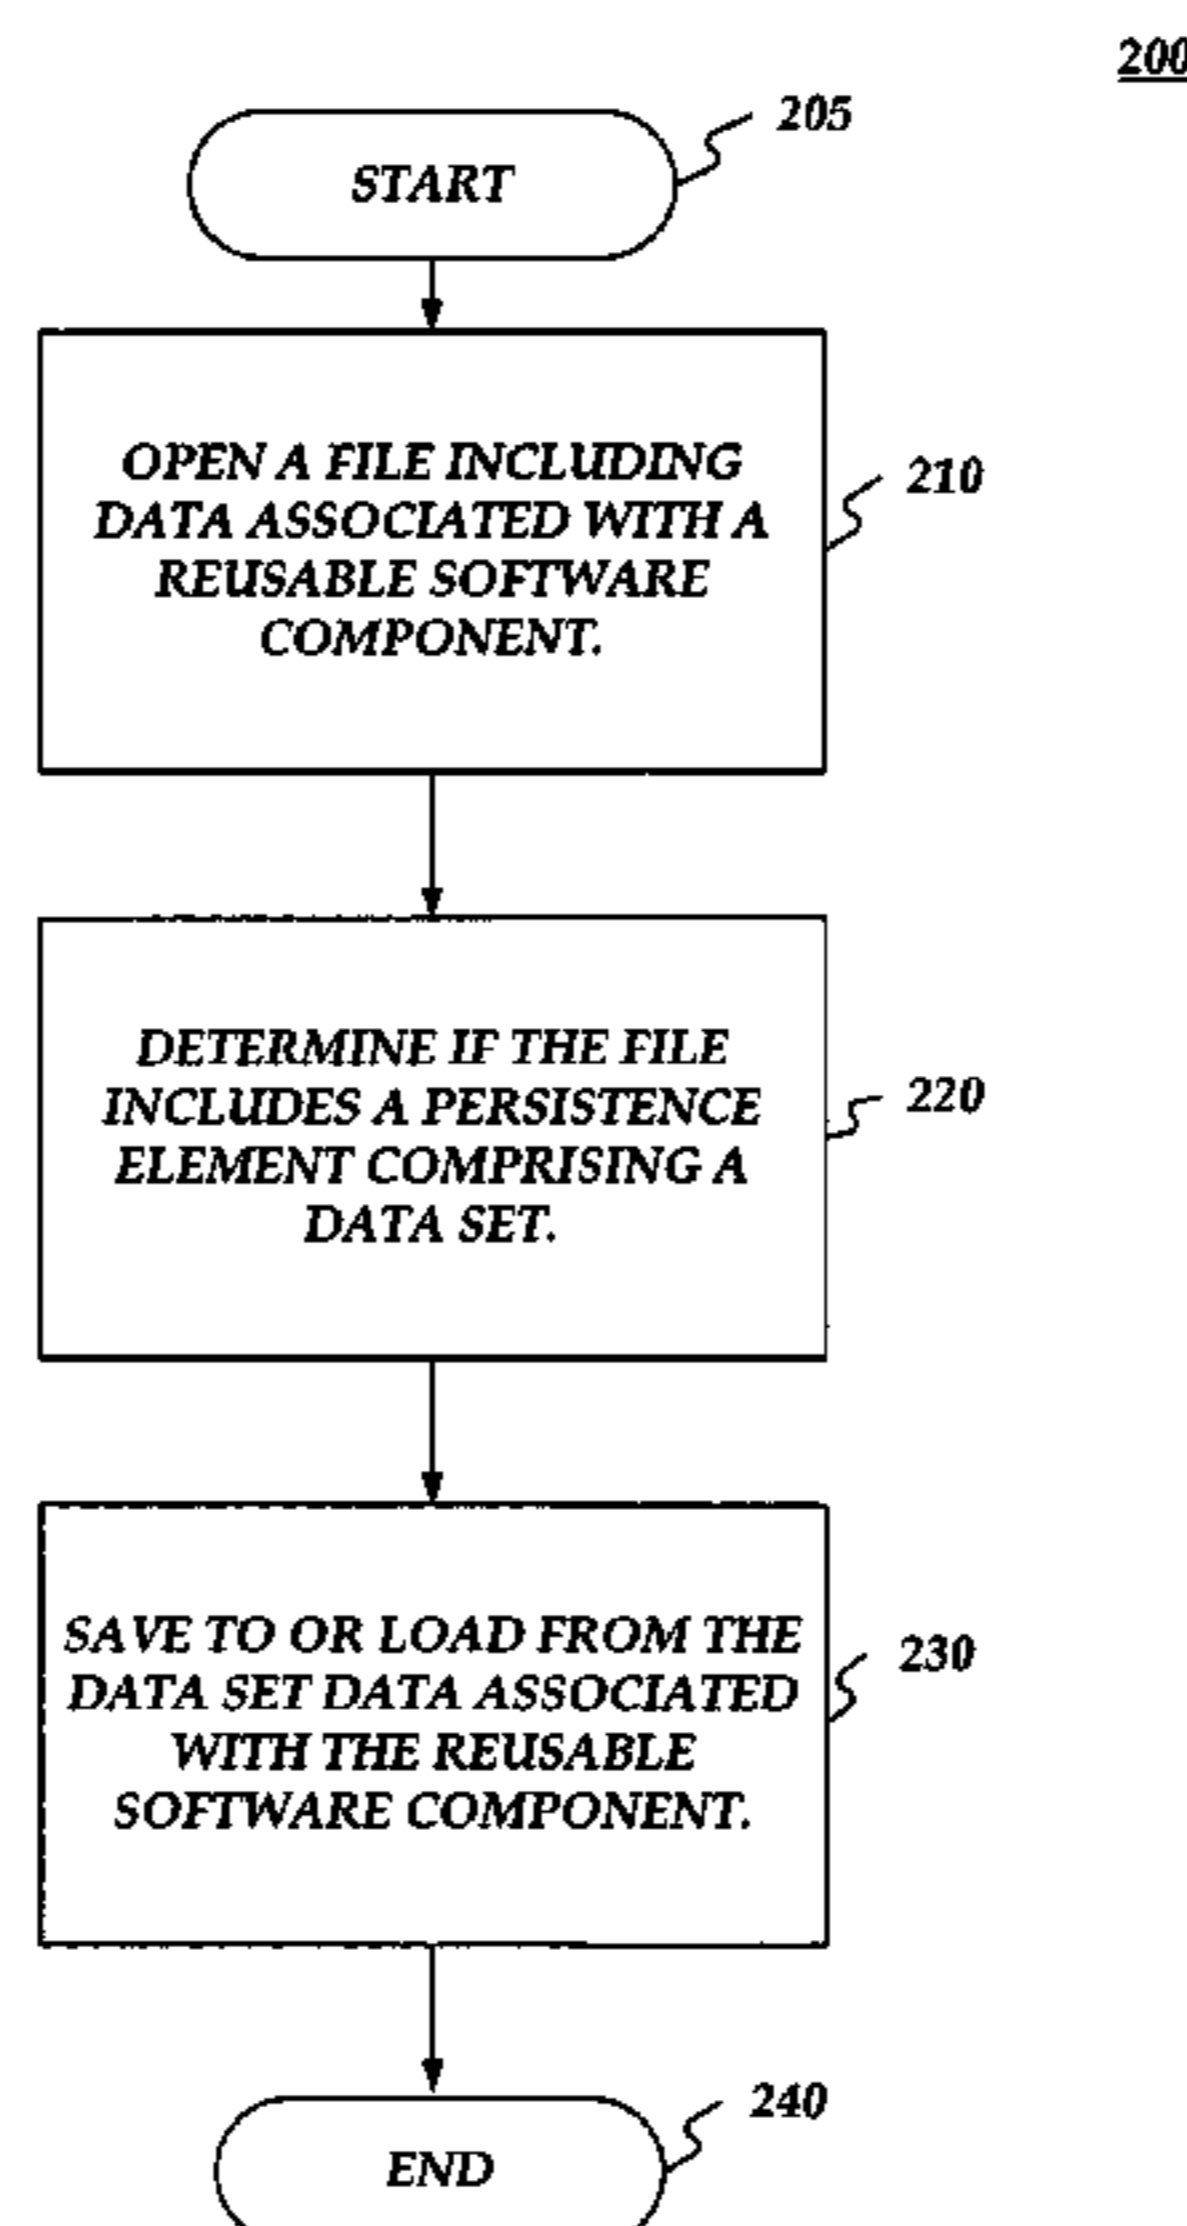 200
205
START
OPEN A FILE INCLUDING
DATA ASSOCIATED WITH A
REUSABLE SOFTWARE
COMPONENT.
210
DETERMINE IF THE FILE
INCLUDES A PERSISTENCE
ELEMENT COMPRISING A
DATA SET.
220
SAVE TO OR LOAD FROM THE
DATA SET DATA ASSOCIATED
WITH THE REUSABLE
SOFTWARE COMPONENT.
230
240
END